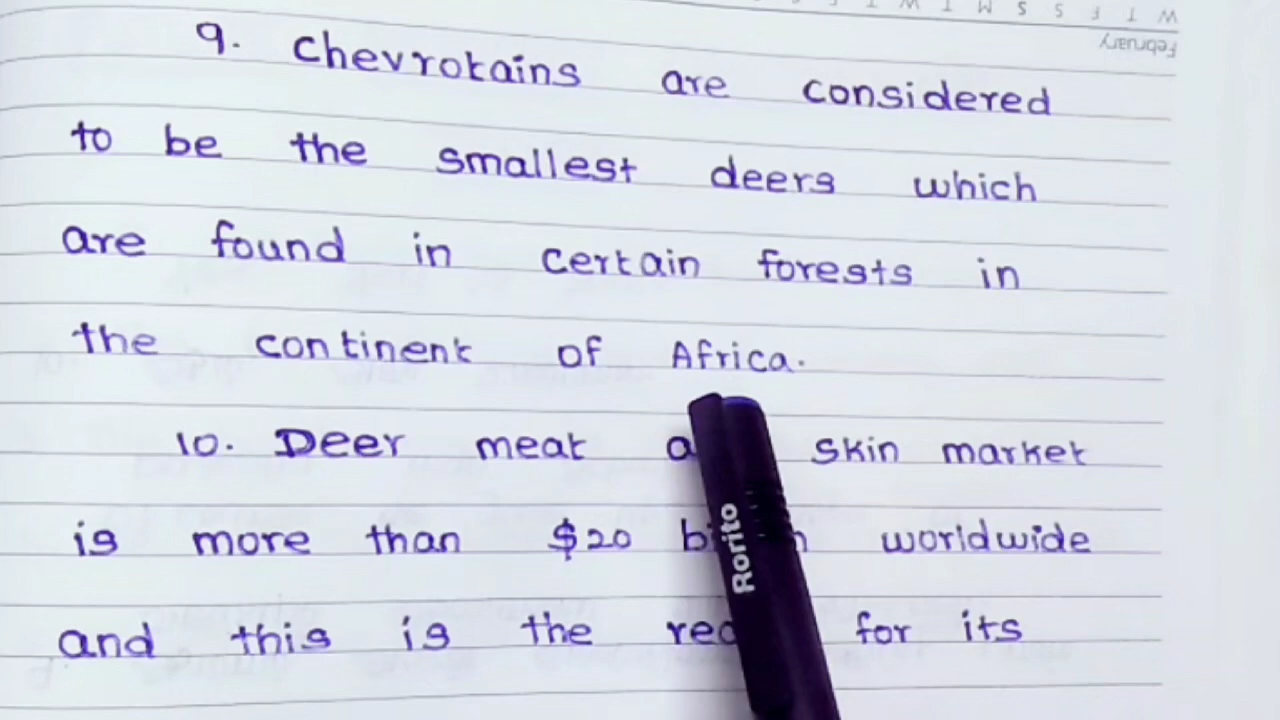 W T F S S M T W T F S
February
9. Chevrotains are considered
to be the smallest deers which
are found in certain forests in
the continent of Africa.
10. Deer meat skin market
is more than $20 worldwide
and this is the for its
Rorito